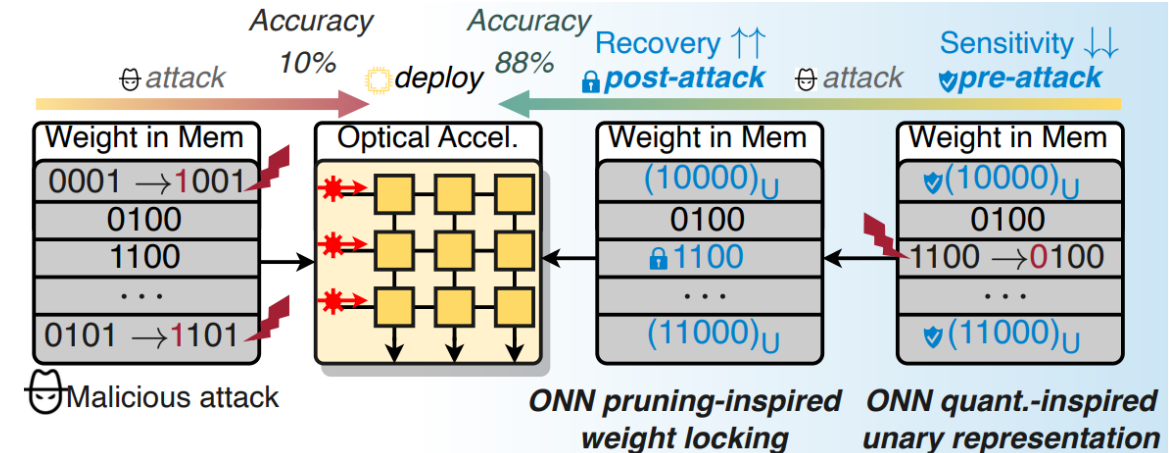 Accuracy
10%
Accuracy
88%
attack
deploy
Recovery ↑↑
post-attack
attack
Sensitivity ↓↓
pre-attack
Weight in Mem
0001 →1001
0100
1100
...
0101 →1101
Malicious attack
Optical Accel.
Weight in Mem
(10000)U
0100
1100
...
(11000)U
ONN pruning-inspired
weight locking
Weight in Mem
(10000)U
0100
1100 →0100
...
(11000)U
ONN quant.-inspired
unary representation